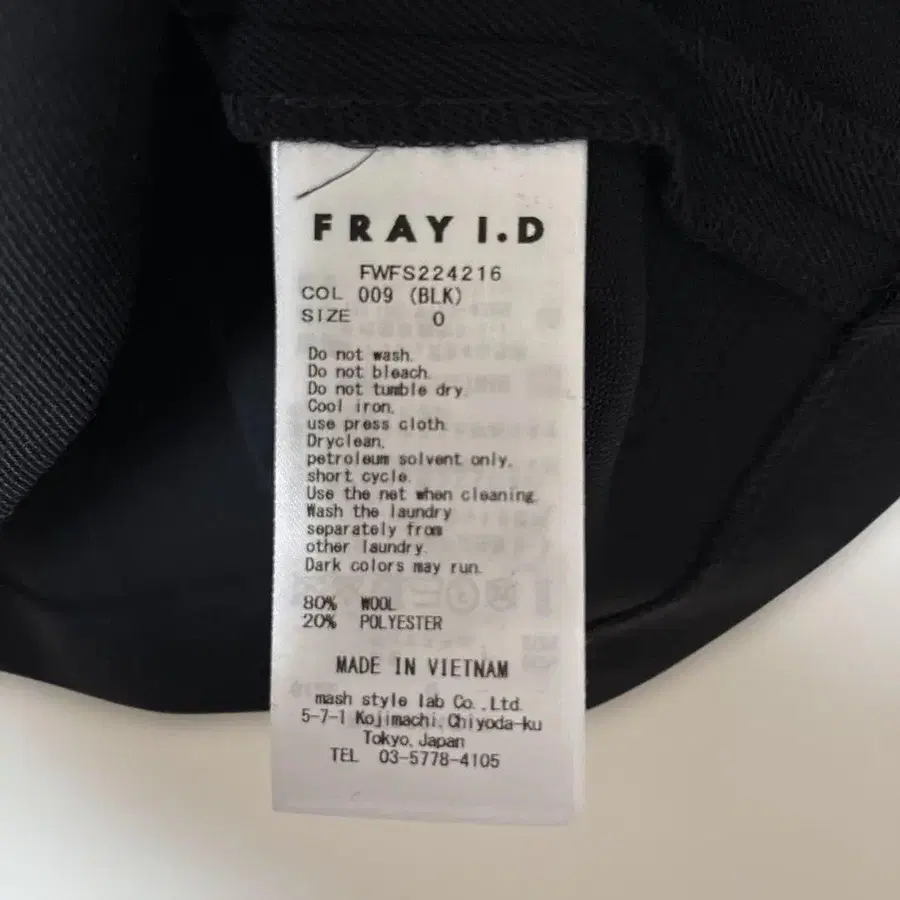 FRAY I.D
FWFS224216
COL 009 (BLK)
SIZE 0
Do not wash.
Do not bleach.
Do not tumble dry.
Cool iron.
use press cloth.
Dryclean.
petroleum solvent only.
short cycle.
Use the net when cleaning.
Wash the laundry
separately from
other laundry.
Dark colors may run.
80% WOOL
20% POLYESTER
MADE IN VIETNAM
mash style lab Co.,Ltd.
5-7-1 Kojimachi,Chiyoda-ku
Tokyo,Japan
TEL 03-5778-4105